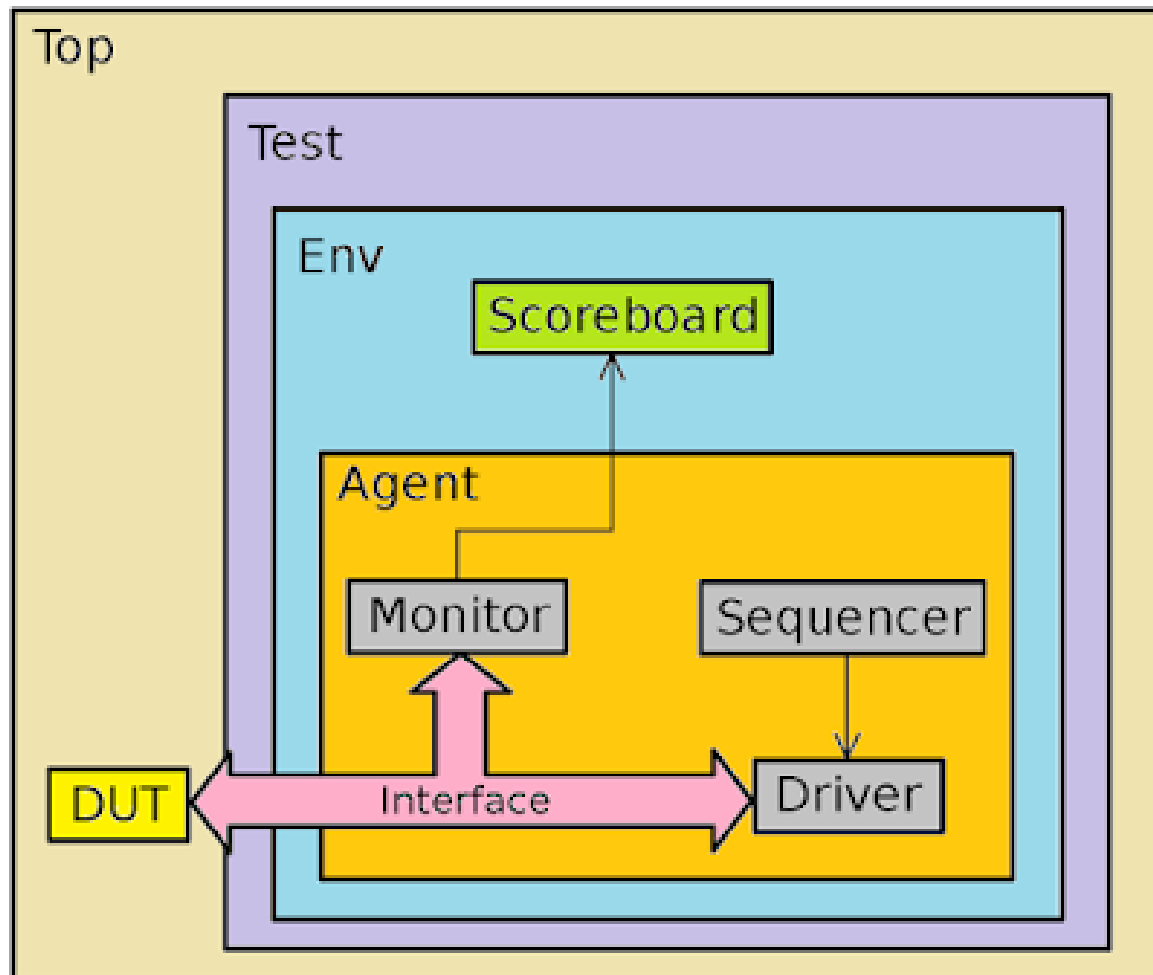 Top
Test
Env
Scoreboard
Agent
Monitor
Sequencer
DUT
Interface
Driver